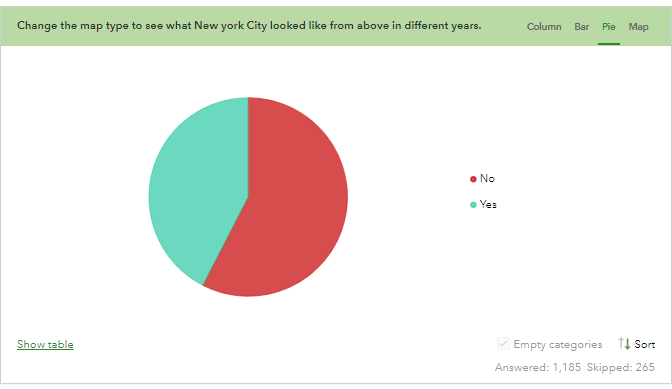 Change the map type to see what New york City looked like from above in different years.
Column Bar Pie Map
No
Yes
Show table
Empty categories Sort
Answered: 1,185 Skipped: 265